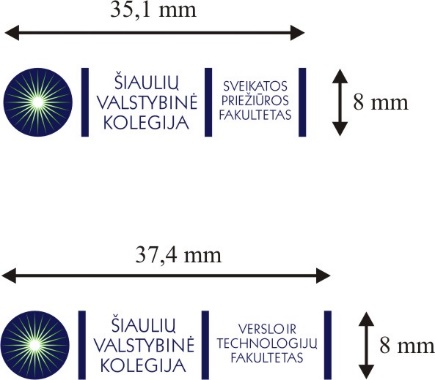 35,1 mm
ŠIAULIŲ
VALSTYBINĖ
KOLEGIJA
SVEIKATOS
PRIEŽIŪROS
FAKULTETAS
8 mm
37,4 mm
ŠIAULIŲ
VALSTYBINĖ
KOLEGIJA
VERSLO IR
TECHNOLOGIJŲ
FAKULTETAS
8 mm